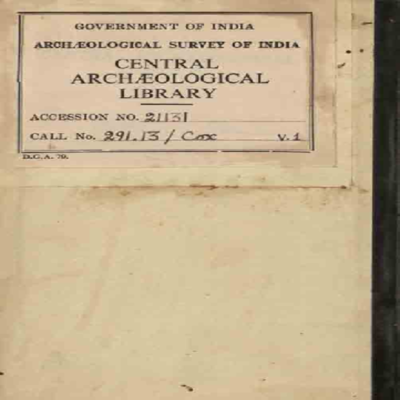 GOVERNMENT OF INDIA
ARCHÆOLOGICAL SURVEY OF INDIA
CENTRAL
ARCHÆOLOGICAL
LIBRARY
ACCESSION NO. 21131
CALL No. 291.13 / Cox V.1
D.G.A. 79.